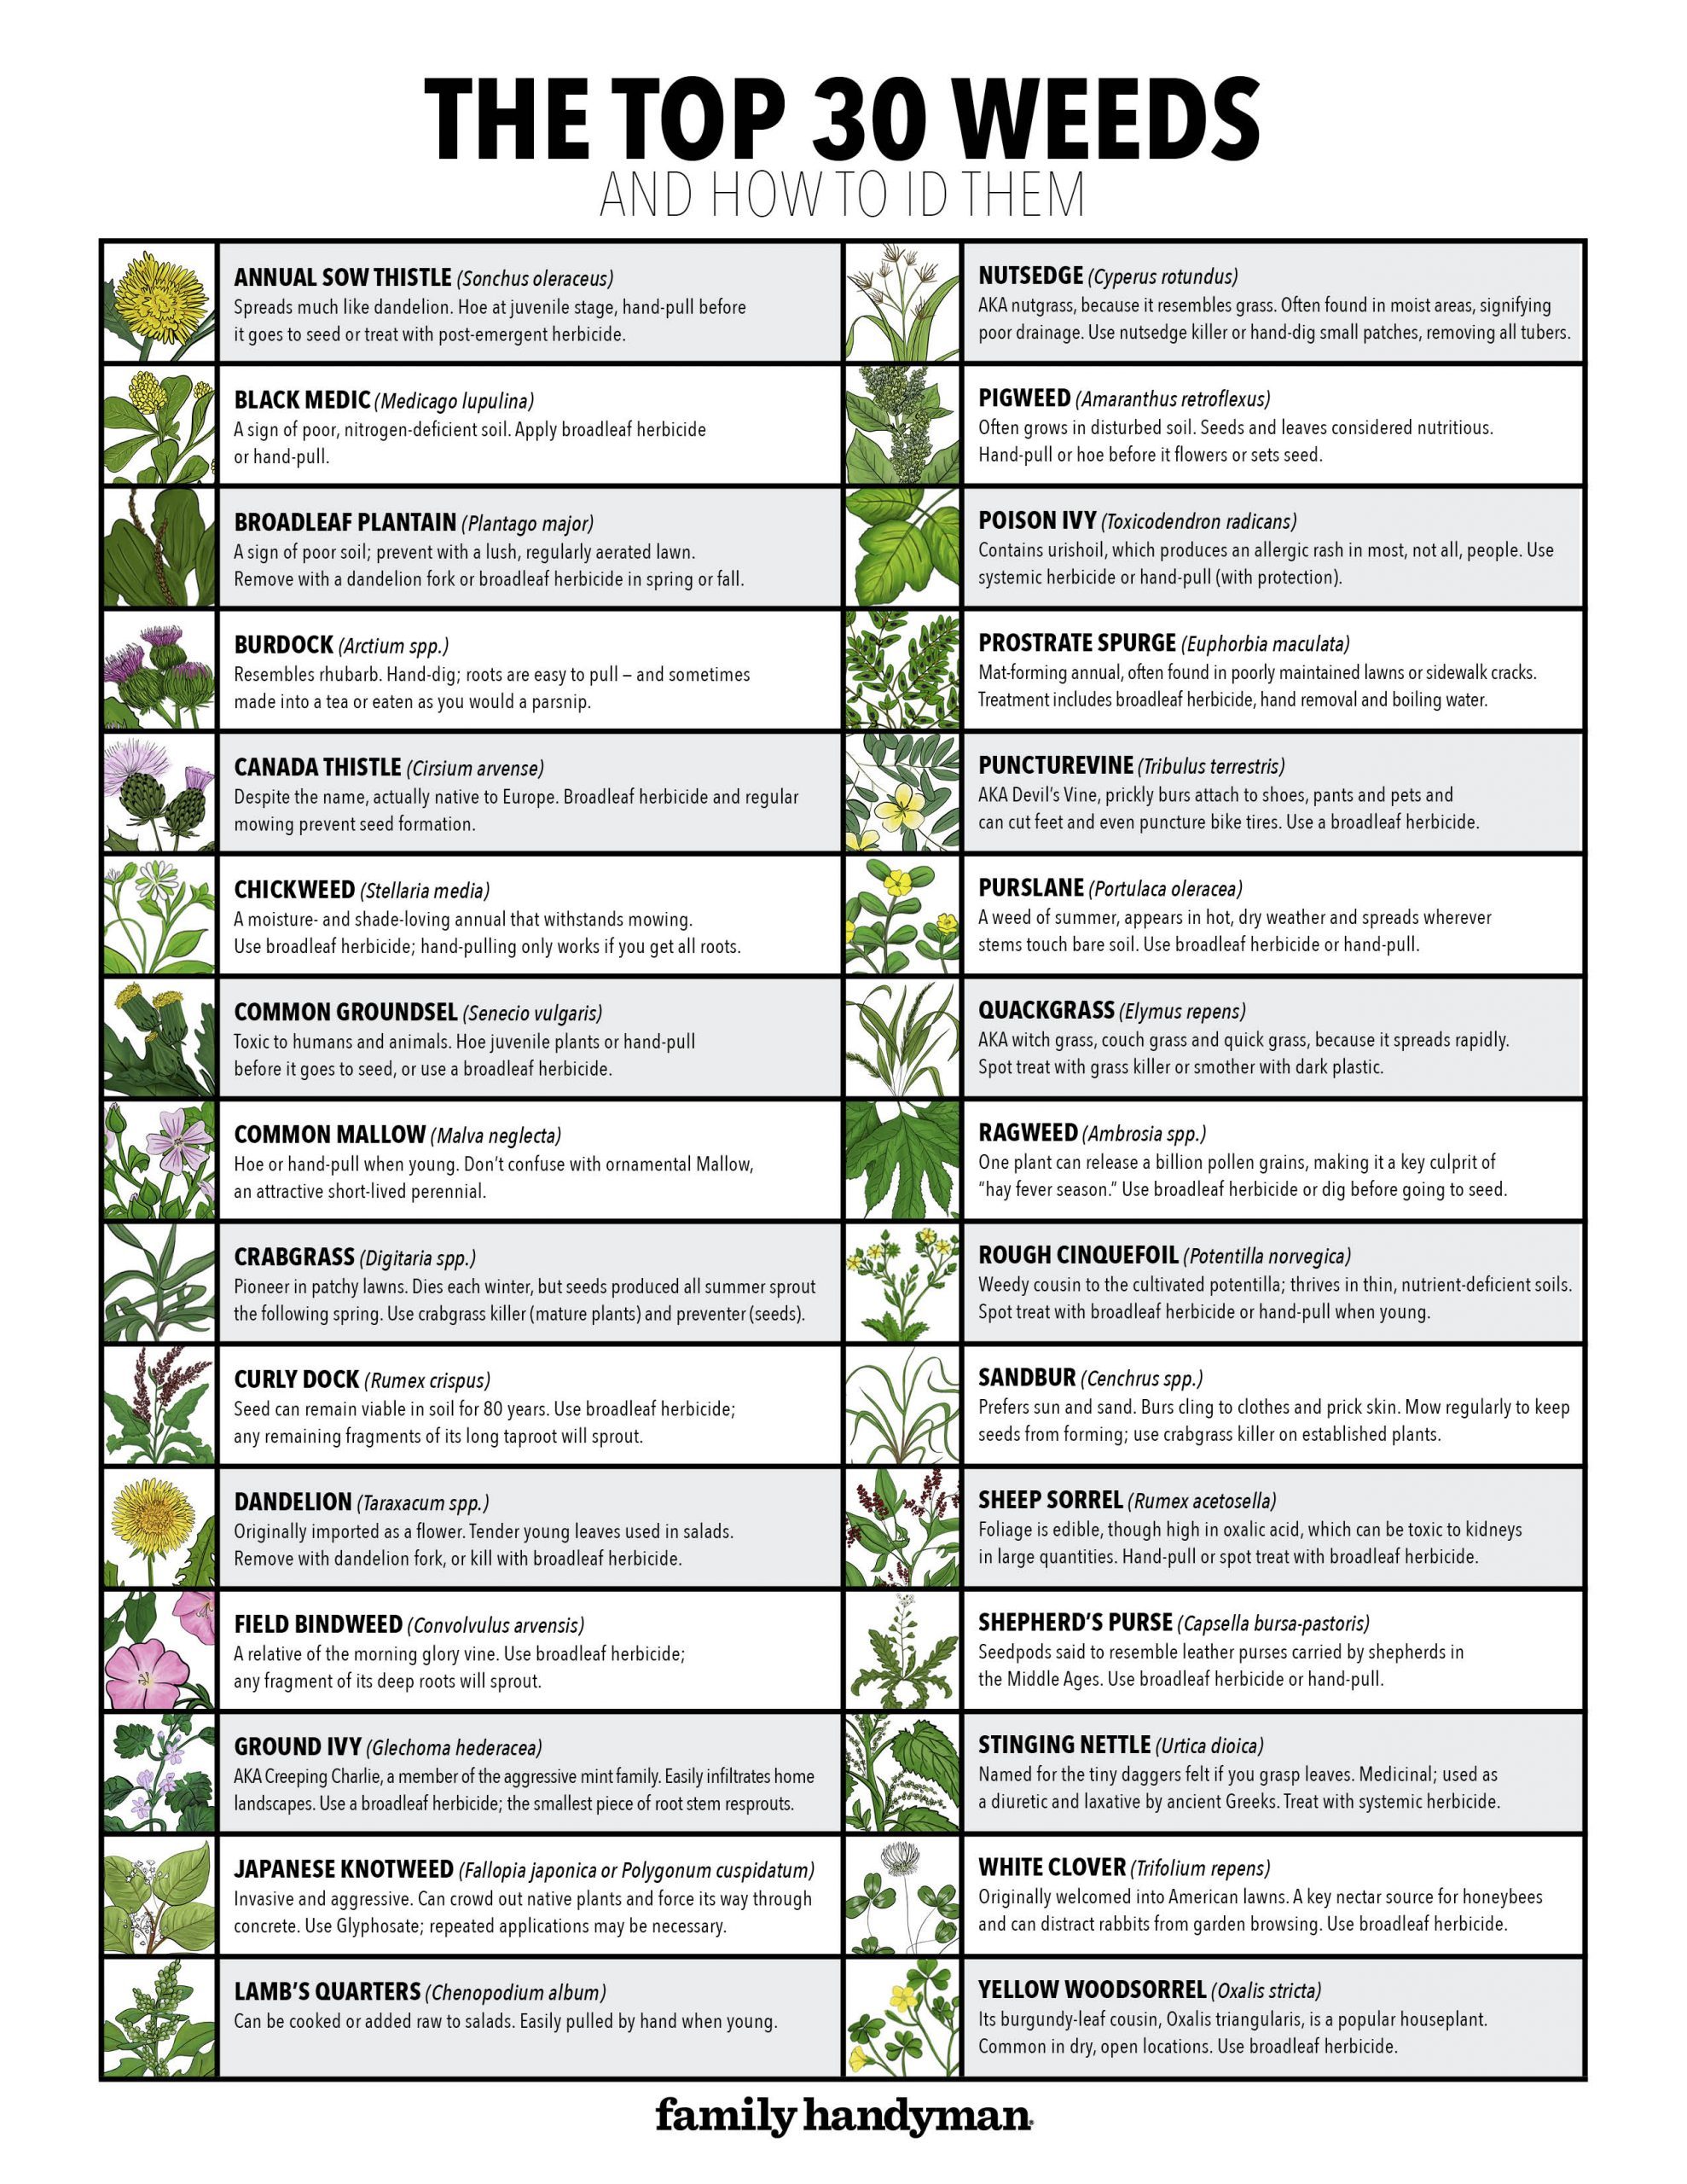 THE TOP 30 WEEDS
AND HOW TO ID THEM
ANNUAL SOW THISTLE (Sonchus oleraceus)
Spreads much like dandelion. Hoe at juvenile stage, hand-pull before
it goes to seed or treat with post-emergent herbicide.
BLACK MEDIC (Medicago lupulina)
A sign of poor, nitrogen-deficient soil. Apply broadleaf herbicide
or hand-pull.
BROADLEAF PLANTAIN (Plantago major)
A sign of poor soil; prevent with a lush, regularly aerated lawn.
Remove with a dandelion fork or broadleaf herbicide in spring or fall.
BURDOCK (Arctium spp.)
Resembles rhubarb. Hand-dig; roots are easy to pull – and sometimes
made into a tea or eaten as you would a parsnip.
CANADA THISTLE (Cirsium arvense)
Despite the name, actually native to Europe. Broadleaf herbicide and regular
mowing prevent seed formation.
CHICKWEED (Stellaria media)
A moisture- and shade-loving annual that withstands mowing.
Use broadleaf herbicide; hand-pulling only works if you get all roots.
COMMON GROUNDSEL (Senecio vulgaris)
Toxic to humans and animals. Hoe juvenile plants or hand-pull
before it goes to seed, or use a broadleaf herbicide.
COMMON MALLOW (Malva neglecta)
Hoe or hand-pull when young. Don't confuse with ornamental Mallow,
an attractive short-lived perennial.
CRABGRASS (Digitaria spp.)
Pioneer in patchy lawns. Dies each winter, but seeds produced all summer sprout
the following spring. Use crabgrass killer (mature plants) and preventer (seeds).
CURLY DOCK (Rumex crispus)
Seed can remain viable in soil for 80 years. Use broadleaf herbicide;
any remaining fragments of its long taproot will sprout.
DANDELION (Taraxacum spp.)
Originally imported as a flower. Tender young leaves used in salads.
Remove with dandelion fork, or kill with broadleaf herbicide.
FIELD BINDWEED (Convolvulus arvensis)
A relative of the morning glory vine. Use broadleaf herbicide;
any fragment of its deep roots will sprout.
GROUND IVY (Glechoma hederacea)
AKA Creeping Charlie, a member of the aggressive mint family. Easily infiltrates home
landscapes. Use a broadleaf herbicide; the smallest piece of root stem resprouts.
JAPANESE KNOTWEED (Fallopia japonica or Polygonum cuspidatum)
Invasive and aggressive. Can crowd out native plants and force its way through
concrete. Use Glyphosate; repeated applications may be necessary.
LAMB'S QUARTERS (Chenopodium album)
Can be cooked or added raw to salads. Easily pulled by hand when young.
NUTSEDGE (Cyperus rotundus)
AKA nutgrass, because it resembles grass. Often found in moist areas, signifying
poor drainage. Use nutsedge killer or hand-dig small patches, removing all tubers.
PIGWEED (Amaranthus retroflexus)
Often grows in disturbed soil. Seeds and leaves considered nutritious.
Hand-pull or hoe before it flowers or sets seed.
POISON IVY (Toxicodendron radicans)
Contains urishoil, which produces an allergic rash in most, not all, people. Use
systemic herbicide or hand-pull (with protection).
PROSTRATE SPURGE (Euphorbia maculata)
Mat-forming annual, often found in poorly maintained lawns or sidewalk cracks.
Treatment includes broadleaf herbicide, hand removal and boiling water.
PUNCTUREVINE (Tribulus terrestris)
AKA Devil's Vine, prickly burs attach to shoes, pants and pets and
can cut feet and even puncture bike tires. Use a broadleaf herbicide.
PURSLANE (Portulaca oleracea)
A weed of summer, appears in hot, dry weather and spreads wherever
stems touch bare soil. Use broadleaf herbicide or hand-pull.
QUACKGRASS (Elymus repens)
AKA witch grass, couch grass and quick grass, because it spreads rapidly.
Spot treat with grass killer or smother with dark plastic.
RAGWEED (Ambrosia spp.)
One plant can release a billion pollen grains, making it a key culprit of
"hay fever season." Use broadleaf herbicide or dig before going to seed.
ROUGH CINQUEFOIL (Potentilla norvegica)
Weedy cousin to the cultivated potentilla; thrives in thin, nutrient-deficient soils.
Spot treat with broadleaf herbicide or hand-pull when young.
SANDBUR (Cenchrus spp.)
Prefers sun and sand. Burs cling to clothes and prick skin. Mow regularly to keep
seeds from forming; use crabgrass killer on established plants.
SHEEP SORREL (Rumex acetosella)
Foliage is edible, though high in oxalic acid, which can be toxic to kidneys
in large quantities. Hand-pull or spot treat with broadleaf herbicide.
SHEPHERD'S PURSE (Capsella bursa-pastoris)
Seedpods said to resemble leather purses carried by shepherds in
the Middle Ages. Use broadleaf herbicide or hand-pull.
STINGING NETTLE (Urtica dioica)
Named for the tiny daggers felt if you grasp leaves. Medicinal; used as
a diuretic and laxative by ancient Greeks. Treat with systemic herbicide.
WHITE CLOVER (Trifolium repens)
Originally welcomed into American lawns. A key nectar source for honeybees
and can distract rabbits from garden browsing. Use broadleaf herbicide.
YELLOW WOODSORREL (Oxalis stricta)
Its burgundy-leaf cousin, Oxalis triangularis, is a popular houseplant.
Common in dry, open locations. Use broadleaf herbicide.
family handyman